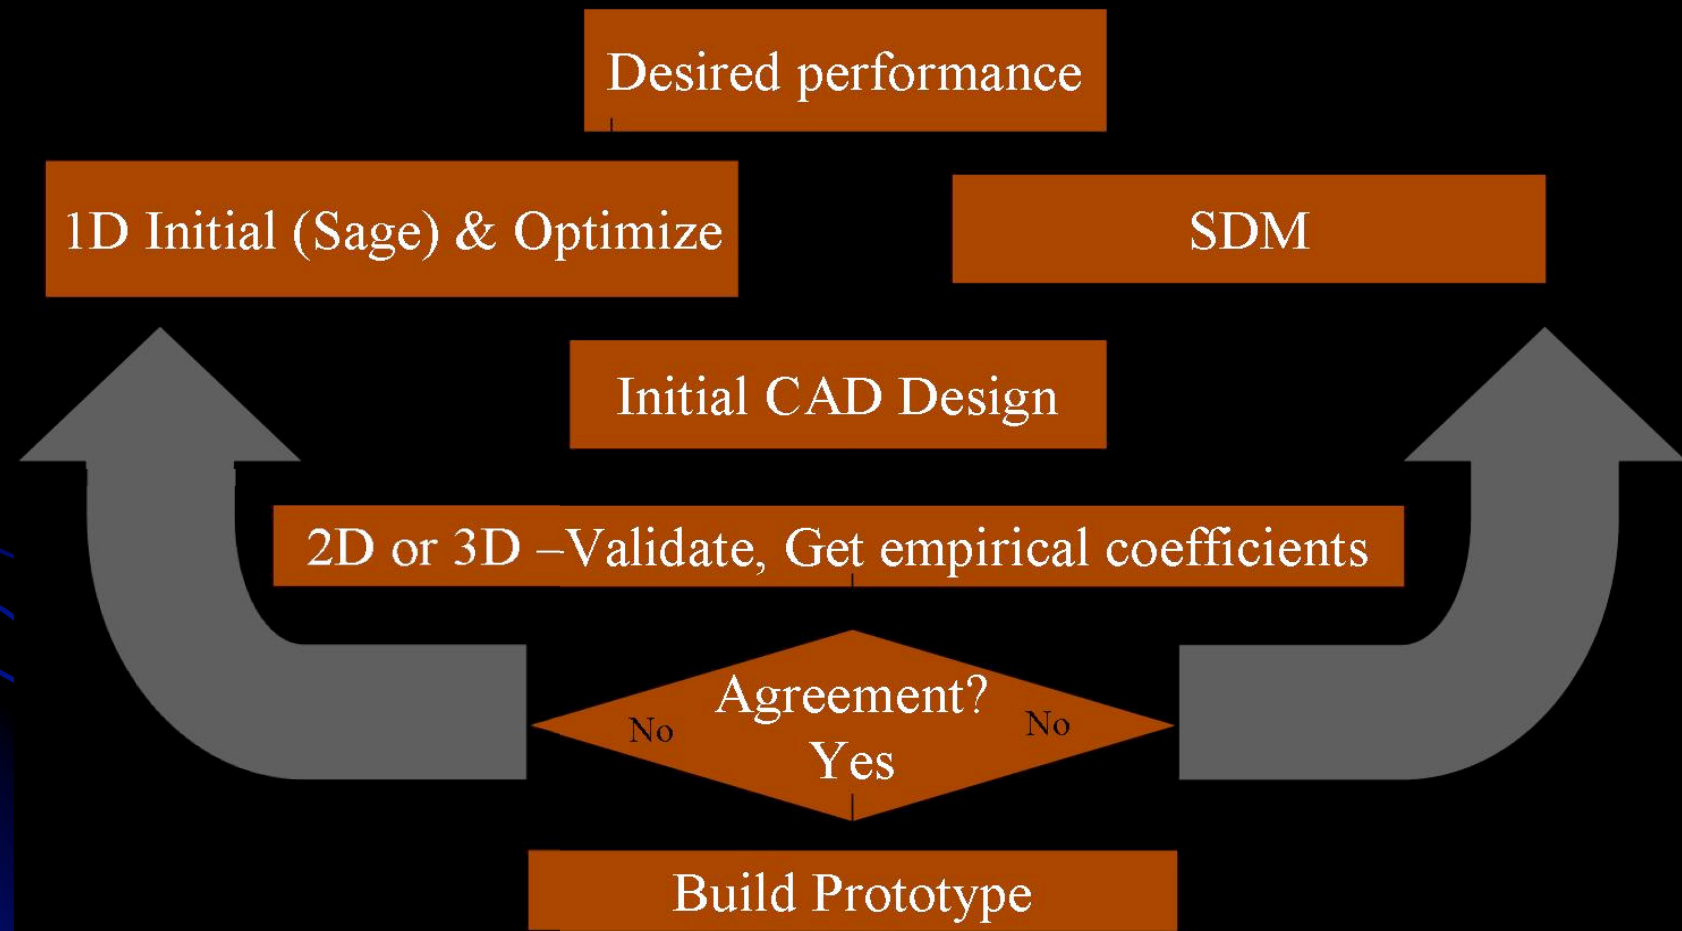 Desired performance
1D Initial (Sage) & Optimize
SDM
Initial CAD Design
2D or 3D –Validate, Get empirical coefficients
Agreement?
No
No
Yes
Build Prototype